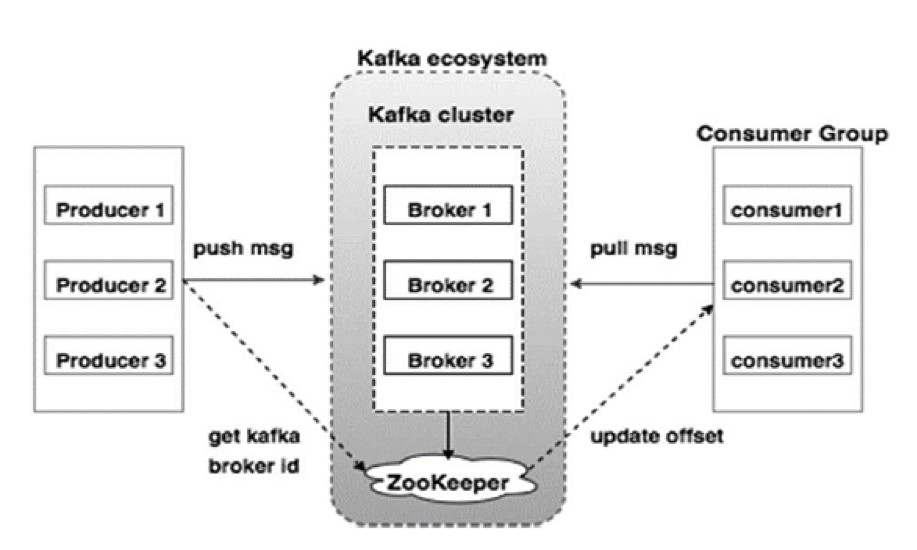 Kafka ecosystem
Kafka cluster
Consumer Group
Producer 1
Broker 1
consumer1
push msg
pull msg
Producer 2
Broker 2
consumer2
Producer 3
Broker 3
consumer3
get kafka
broker id
update offset
ZooKeeper